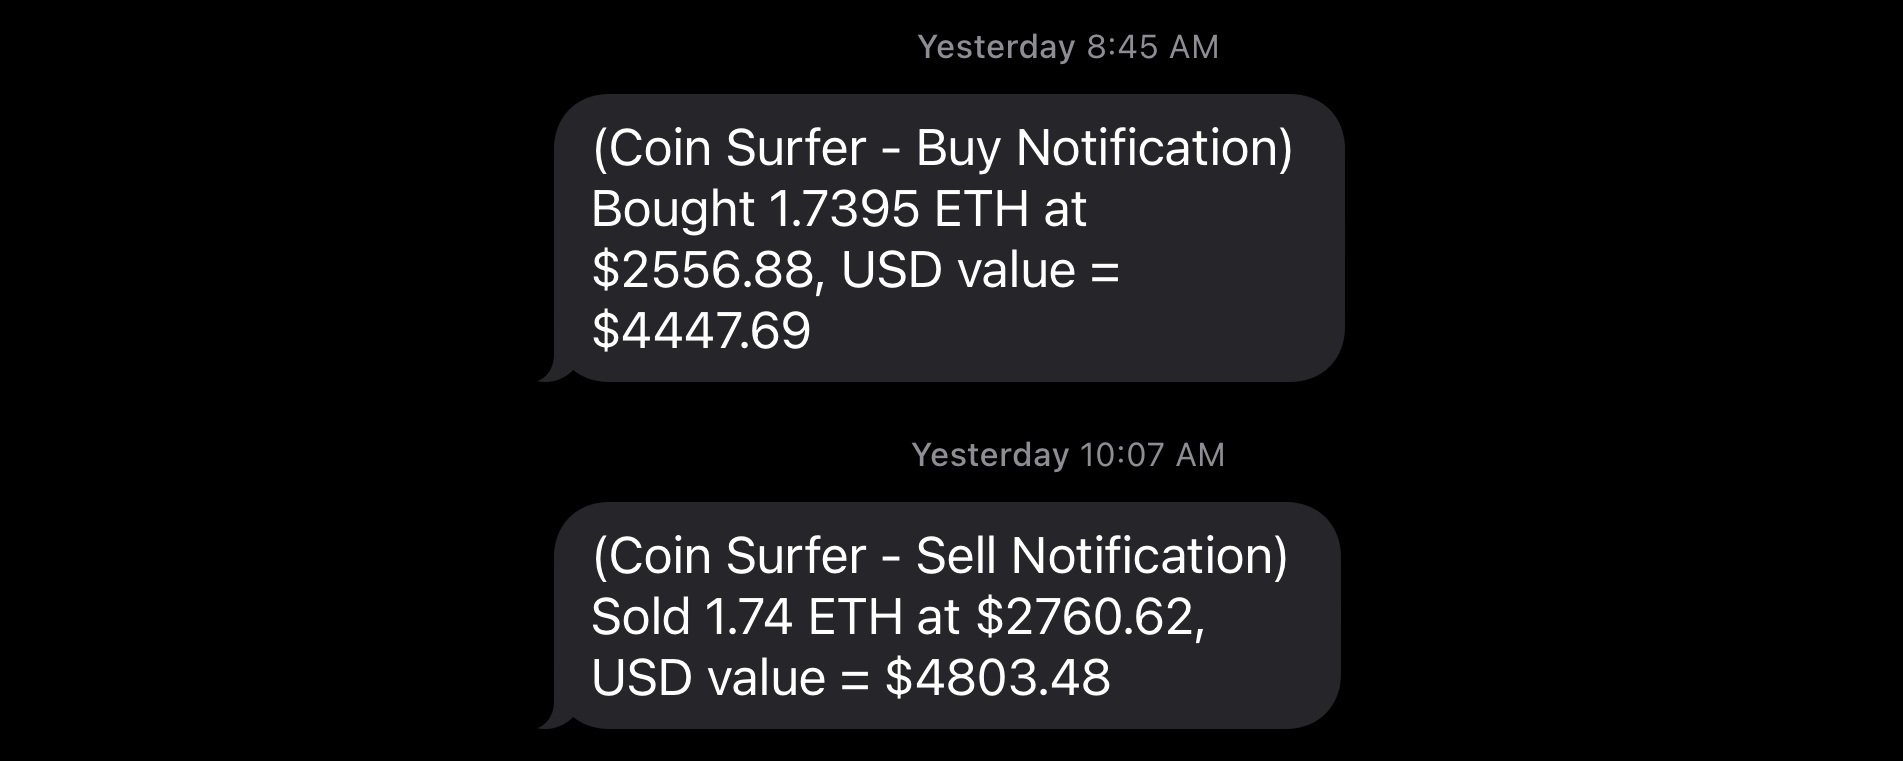 Yesterday 8:45 AM
(Coin Surfer - Buy Notification)
Bought 1.7395 ETH at
$2556.88, USD value =
$4447.69
Yesterday 10:07 AM
(Coin Surfer - Sell Notification)
Sold 1.74 ETH at $2760.62,
USD value = $4803.48